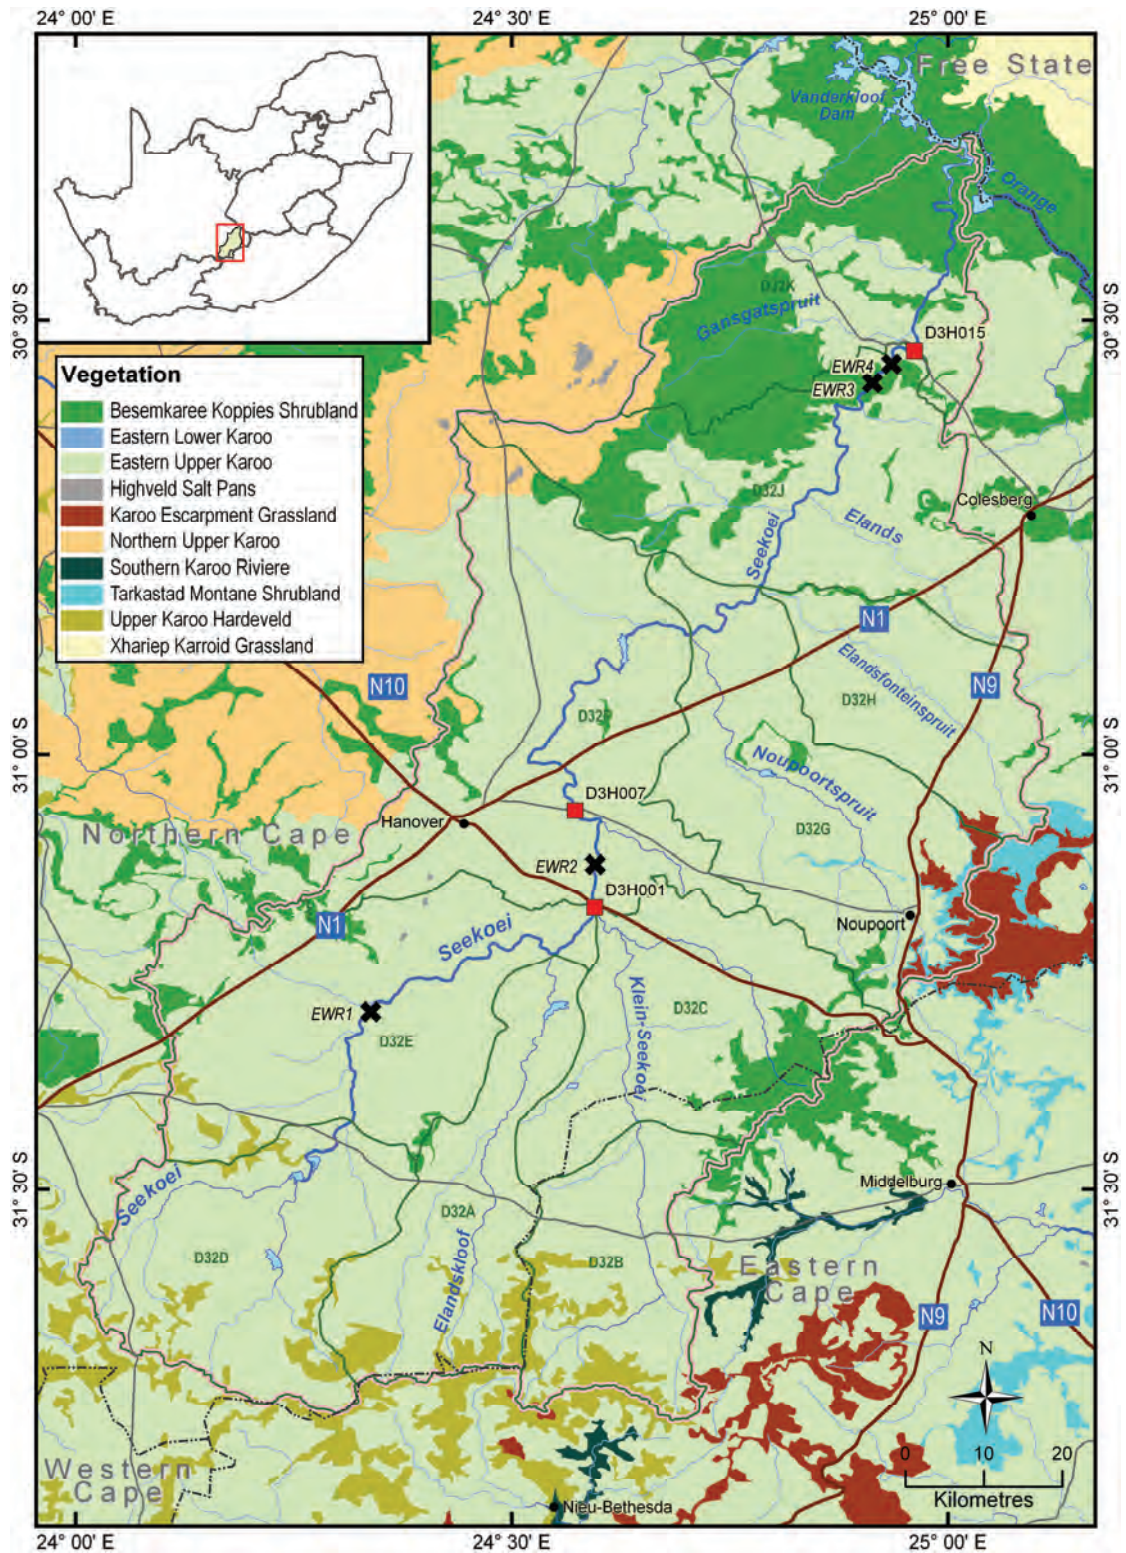 24° 00' E
24° 30' E
25° 00' E
Free State
Vanderkloof
Dam
Orange
30° 30' S
30° 30' S
Gansgatspruit
D3H015
EWR4
EWR3
Vegetation
Besemkaree Koppies Shrubland
Eastern Lower Karoo
Eastern Upper Karoo
Highveld Salt Pans
Karoo Escarpment Grassland
Northern Upper Karoo
Southern Karoo Riviere
Tarkastad Montane Shrubland
Upper Karoo Hardeveld
Xhariep Karroid Grassland
D32J
Colesberg
Elands
Seekoei
N1
Elandsfonteinspruit
N10
N9
D32H
31° 00' S
31° 00' S
Noupoortspruit
D3H007
Hanover
D32G
Northern Cape
EWR2
D3H001
N1
Noupoort
Seekoei
Klein-Seekoei
D32C
EWR1
D32E
31° 30' S
31° 30' S
Seekoei
Middelburg
D32A
D32D
Elandskloof
D32B
Eastern
Cape
N9
N10
N
0 10 20
Kilometres
Western
Cape
Nieu-Bethesda
24° 00' E
24° 30' E
25° 00' E